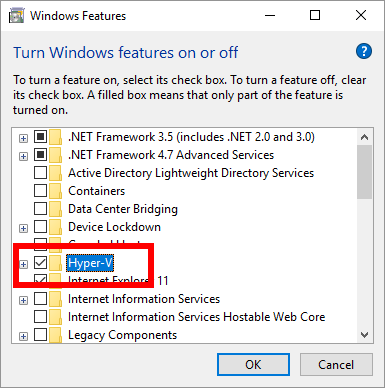 Windows Features
Turn Windows features on or off
To turn a feature on, select its check box. To turn a feature off, clear
its check box. A filled box means that only part of the feature is
turned on.
.NET Framework 3.5 (includes .NET 2.0 and 3.0)
.NET Framework 4.7 Advanced Services
Active Directory Lightweight Directory Services
Containers
Data Center Bridging
Device Lockdown
Hyper-V
Internet Explorer 11
Internet Information Services
Internet Information Services Hostable Web Core
Legacy Components
OK
Cancel